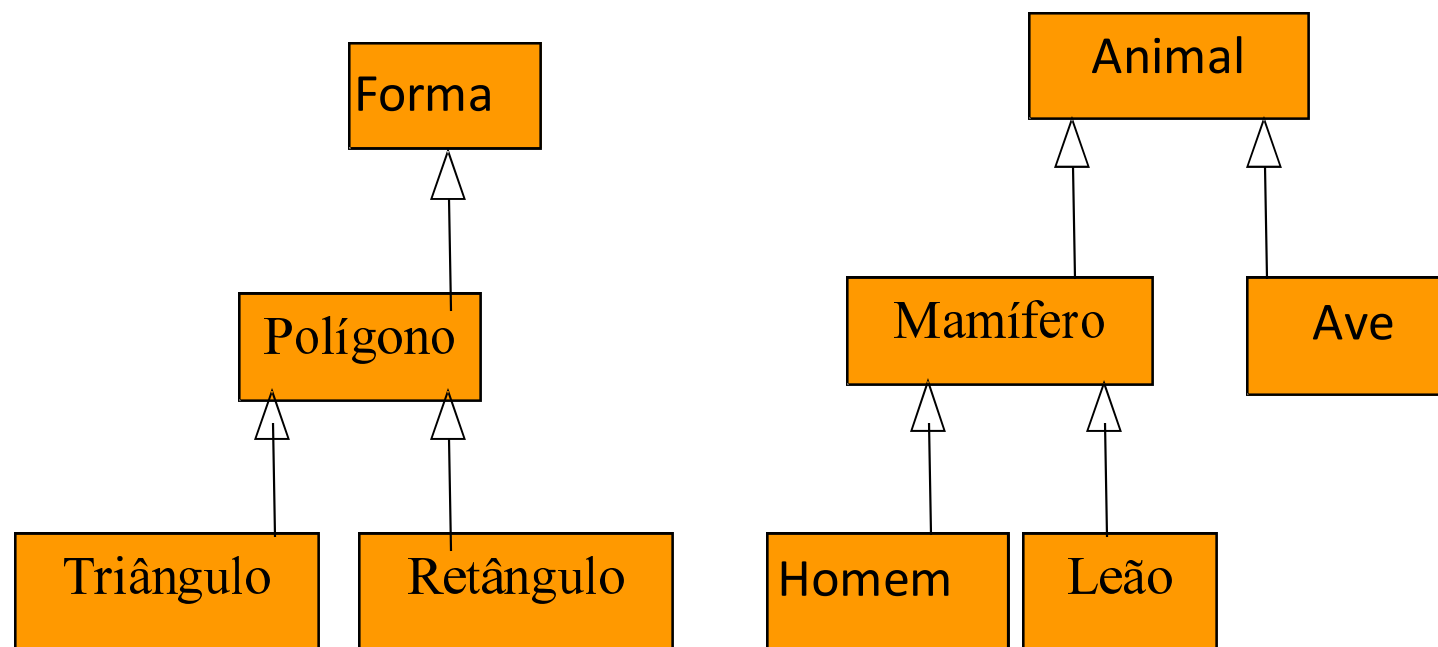 Forma
Animal
Polígono
Mamífero
Ave
Triângulo
Retângulo
Homem
Leão